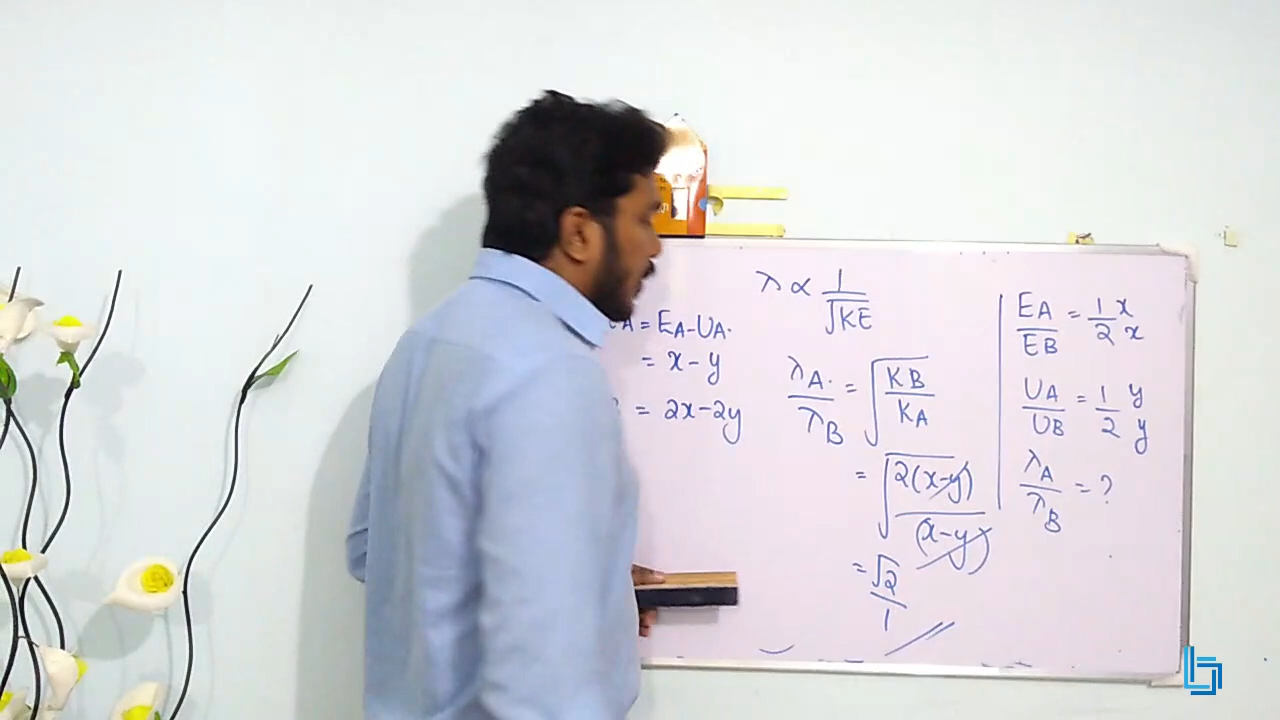 λ ∝ 1/√KE
= EA-UA.
= x-y
= 2x-2y
λA./λB = √(KB/KA)
= √(2(x-y)/(x-y))
= √2/1
EA/EB = 1/2 x/x
UA/UB = 1/2 y/y
λA/λB = ?